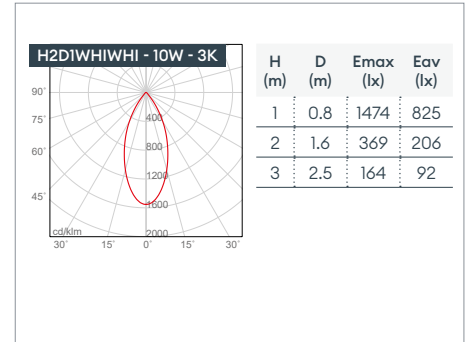 H2D1WHIWHI - 10W - 3K
90°
75°
60°
45°
400
800
1200
1600
2000
cd/klm
30° 15° 0° 15° 30°
H D Emax Eav
(m) (m) (lx) (lx)
1 0.8 1474 825
2 1.6 369 206
3 2.5 164 92